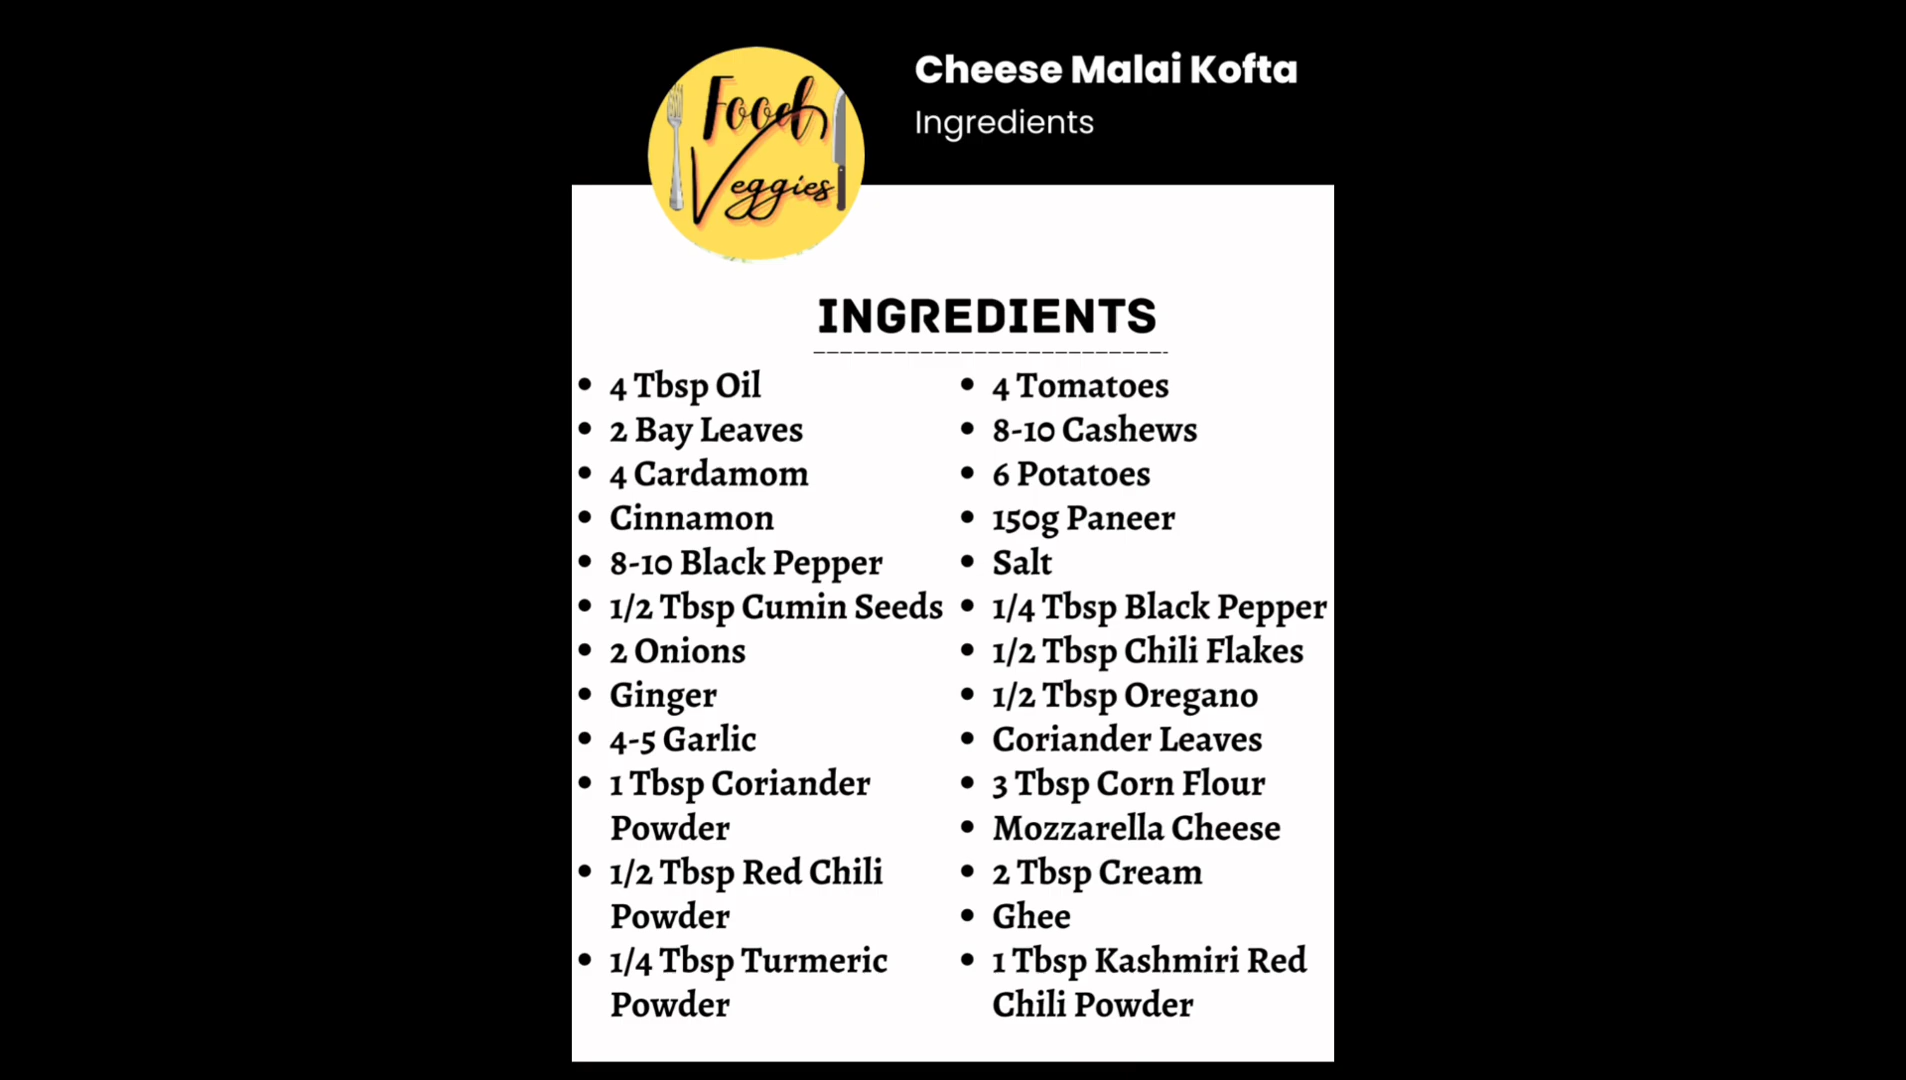 Food
Veggies
Cheese Malai Kofta
Ingredients
INGREDIENTS
4 Tbsp Oil
2 Bay Leaves
4 Cardamom
Cinnamon
8-10 Black Pepper
1/2 Tbsp Cumin Seeds
2 Onions
Ginger
4-5 Garlic
1 Tbsp Coriander
Powder
1/2 Tbsp Red Chili
Powder
1/4 Tbsp Turmeric
Powder
4 Tomatoes
8-10 Cashews
6 Potatoes
150g Paneer
Salt
1/4 Tbsp Black Pepper
1/2 Tbsp Chili Flakes
1/2 Tbsp Oregano
Coriander Leaves
3 Tbsp Corn Flour
Mozzarella Cheese
2 Tbsp Cream
Ghee
1 Tbsp Kashmiri Red
Chili Powder